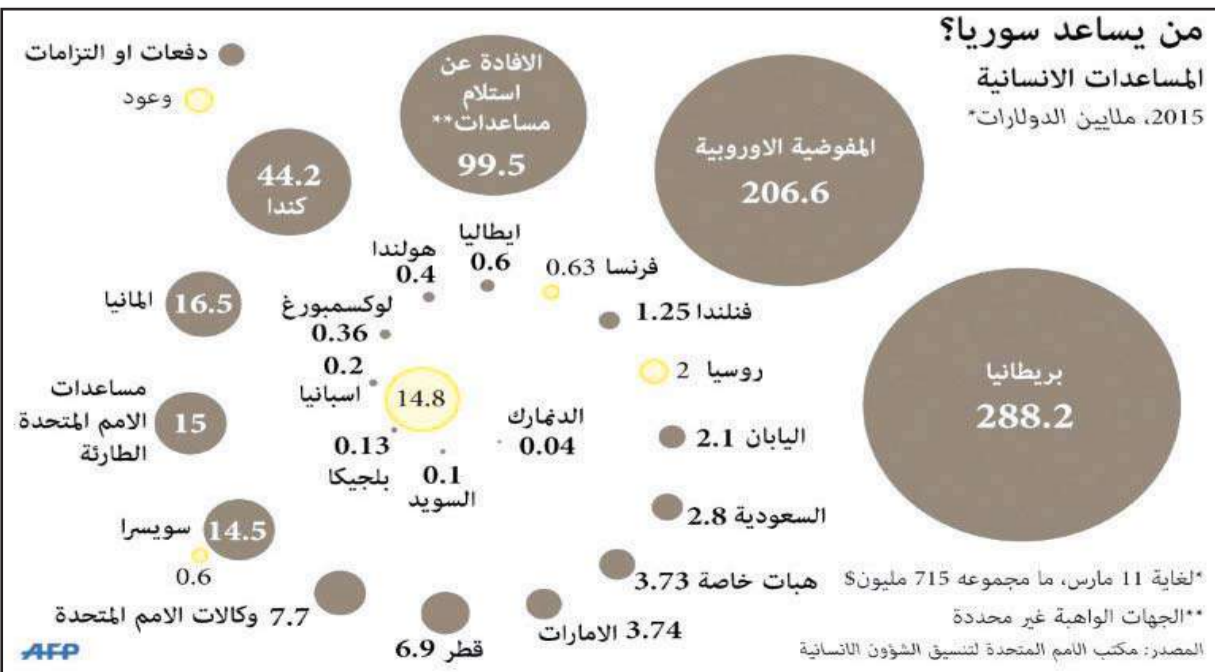 من يساعد سوريا؟
المساعدات الانسانية
2015، ملايين الدولارات*
دفعات او التزامات
وعود
المفوضية الاوروبية
206.6
الافادة عن
استلام
مساعدات**
99.5
44.2
كندا
بريطانيا
288.2
ايطاليا
0.6
هولندا
0.4
فرنسا 0.63
المانيا
16.5
لوكسمبورغ
0.36
فنلندا 1.25
0.2
اسبانيا
14.8
روسيا 2
مساعدات
الامم المتحدة
الطارئة
15
0.13
بلجيكا
0.1
السويد
الدنمارك
0.04
اليابان 2.1
السعودية 2.8
سويسرا
14.5
0.6
هبات خاصة 3.73
7.7 وكالات الامم المتحدة
قطر 6.9
3.74 الامارات
*لغاية 11 مارس، ما مجموعه 715 مليون$
**الجهات الواهبة غير محددة
المصدر: مكتب الامم المتحدة لتنسيق الشؤون الانسانية
AFP